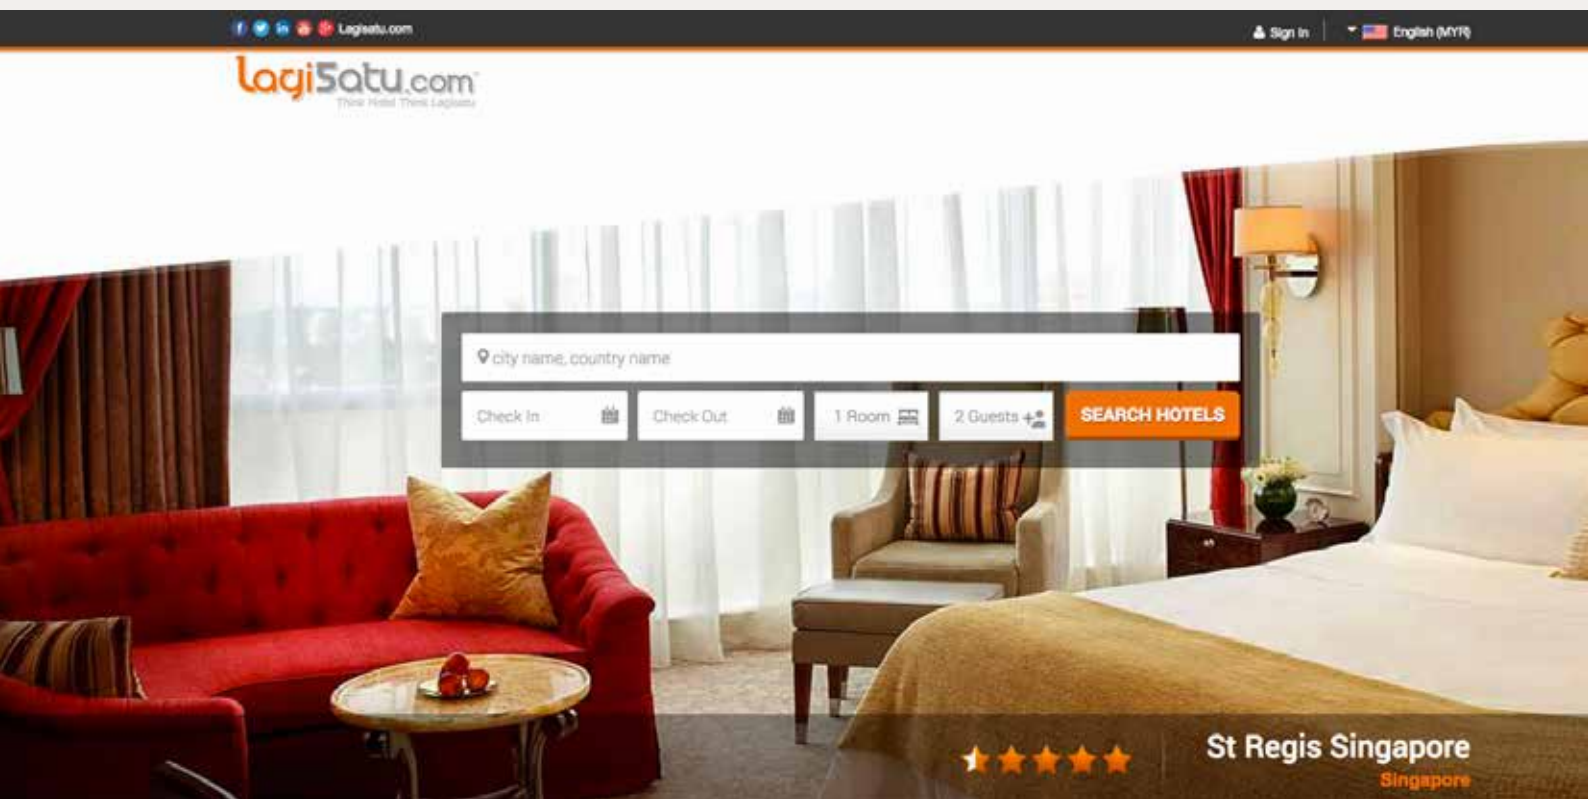 Lagisatu.com
Sign In
English (MYR)
lagiSatu.com
Think Hotel Think Lagisatu
city name, country name
Check In
Check Out
1 Room
2 Guests
SEARCH HOTELS
St Regis Singapore
Singapore